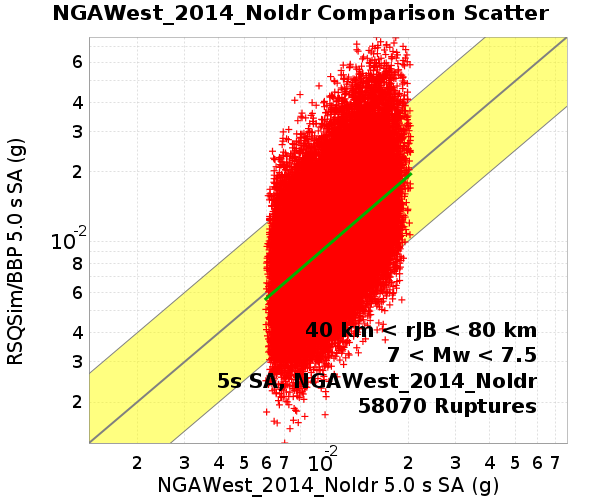 NGAWest_2014_NoIdr Comparison Scatter
RSQSim/BBP 5.0 s SA (g)
6
4
3
2
10-2
8
6
4
3
2
40 km < rJB < 80 km
7 < Mw < 7.5
5s SA, NGAWest_2014_NoIdr
58070 Ruptures
2 3 4 5 6 7 10-2 2 3 4 5 6 7
NGAWest_2014_NoIdr 5.0 s SA (g)